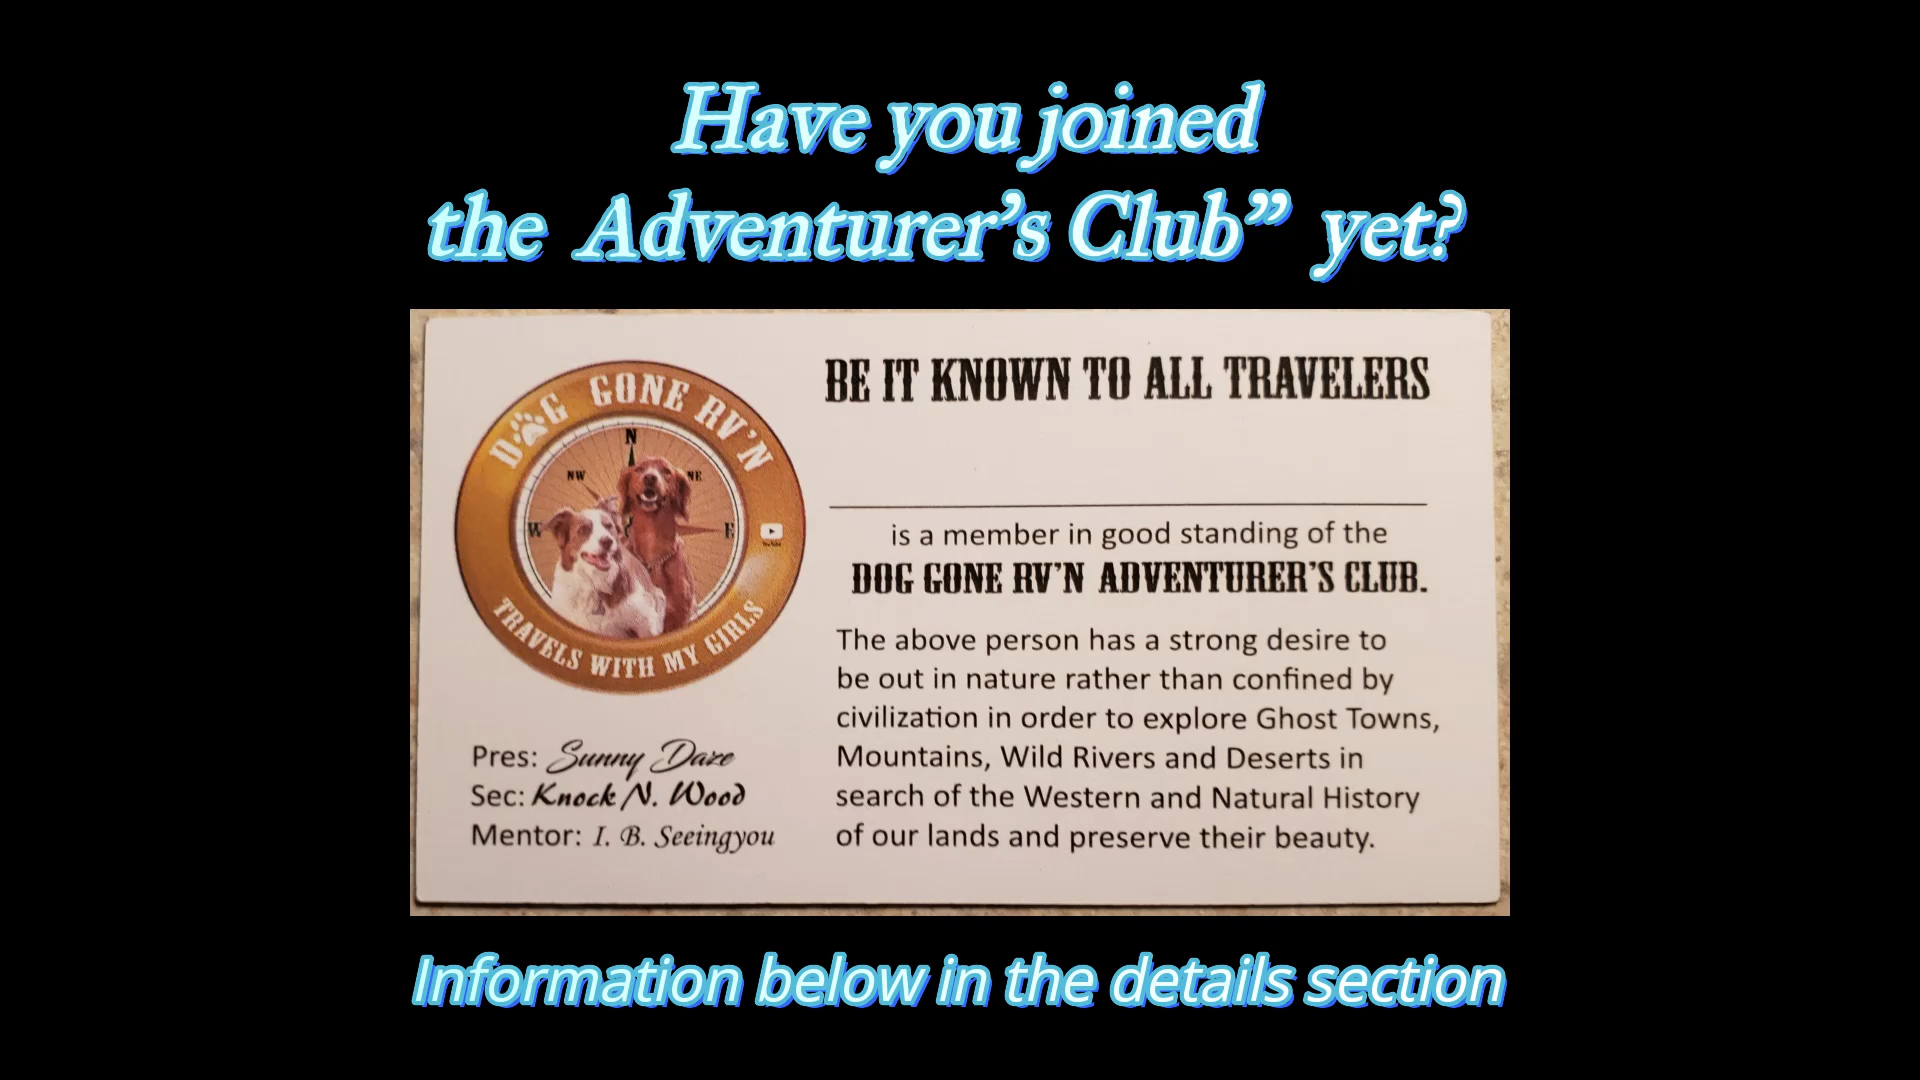 Have you joined
the Adventurer's Club” yet?
DOG GONE RV'N
N
NW
NE
W
E
YouTube
TRAVELS WITH MY GIRLS
Pres: Sunny Daze
Sec: Knock N. Wood
Mentor: I. B. Seeingyou
BE IT KNOWN TO ALL TRAVELERS
is a member in good standing of the
DOG GONE RV'N ADVENTURER'S CLUB.
The above person has a strong desire to
be out in nature rather than confined by
civilization in order to explore Ghost Towns,
Mountains, Wild Rivers and Deserts in
search of the Western and Natural History
of our lands and preserve their beauty.
Information below in the details section